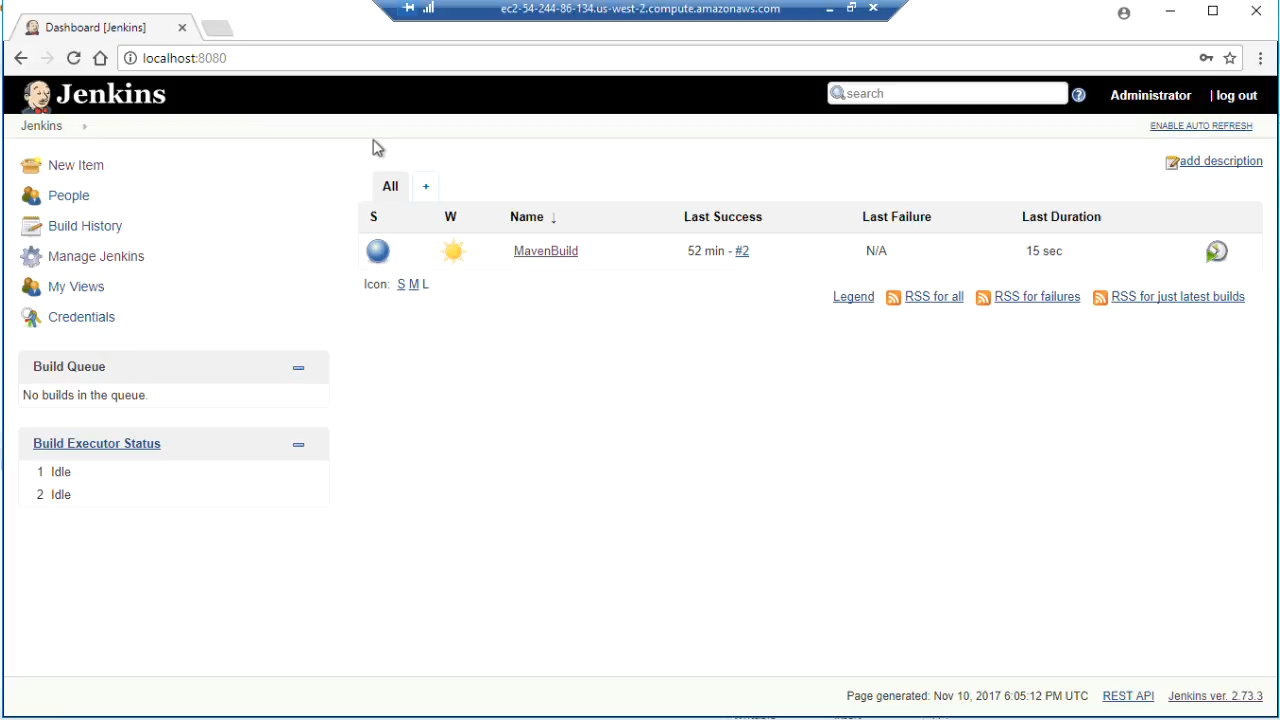 ec2-54-244-86-134.us-west-2.compute.amazonaws.com
Dashboard [Jenkins]
localhost:8080
Jenkins
search
Administrator
| log out
Jenkins
ENABLE AUTO REFRESH
New Item
People
Build History
Manage Jenkins
My Views
Credentials
add description
All +
S W Name ↓ Last Success Last Failure Last Duration
MavenBuild 52 min - #2 N/A 15 sec
Icon: S M L
Legend RSS for all RSS for failures RSS for just latest builds
Build Queue
No builds in the queue.
Build Executor Status
1 Idle
2 Idle
Page generated: Nov 10, 2017 6:05:12 PM UTC REST API Jenkins ver. 2.73.3